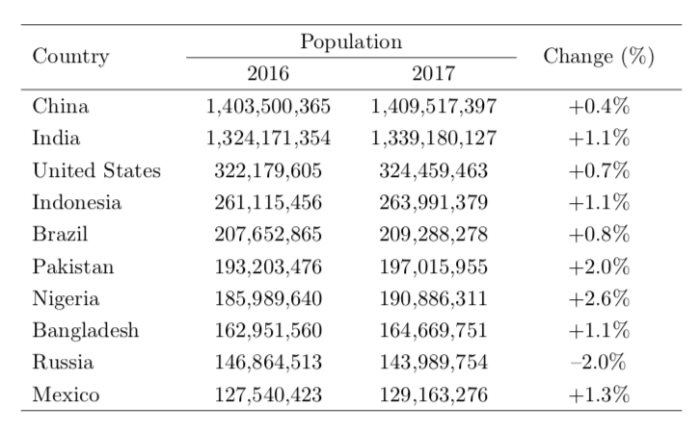 Country Population Change (%)
2016 2017
China 1,403,500,365 1,409,517,397 +0.4%
India 1,324,171,354 1,339,180,127 +1.1%
United States 322,179,605 324,459,463 +0.7%
Indonesia 261,115,456 263,991,379 +1.1%
Brazil 207,652,865 209,288,278 +0.8%
Pakistan 193,203,476 197,015,955 +2.0%
Nigeria 185,989,640 190,886,311 +2.6%
Bangladesh 162,951,560 164,669,751 +1.1%
Russia 146,864,513 143,989,754 –2.0%
Mexico 127,540,423 129,163,276 +1.3%